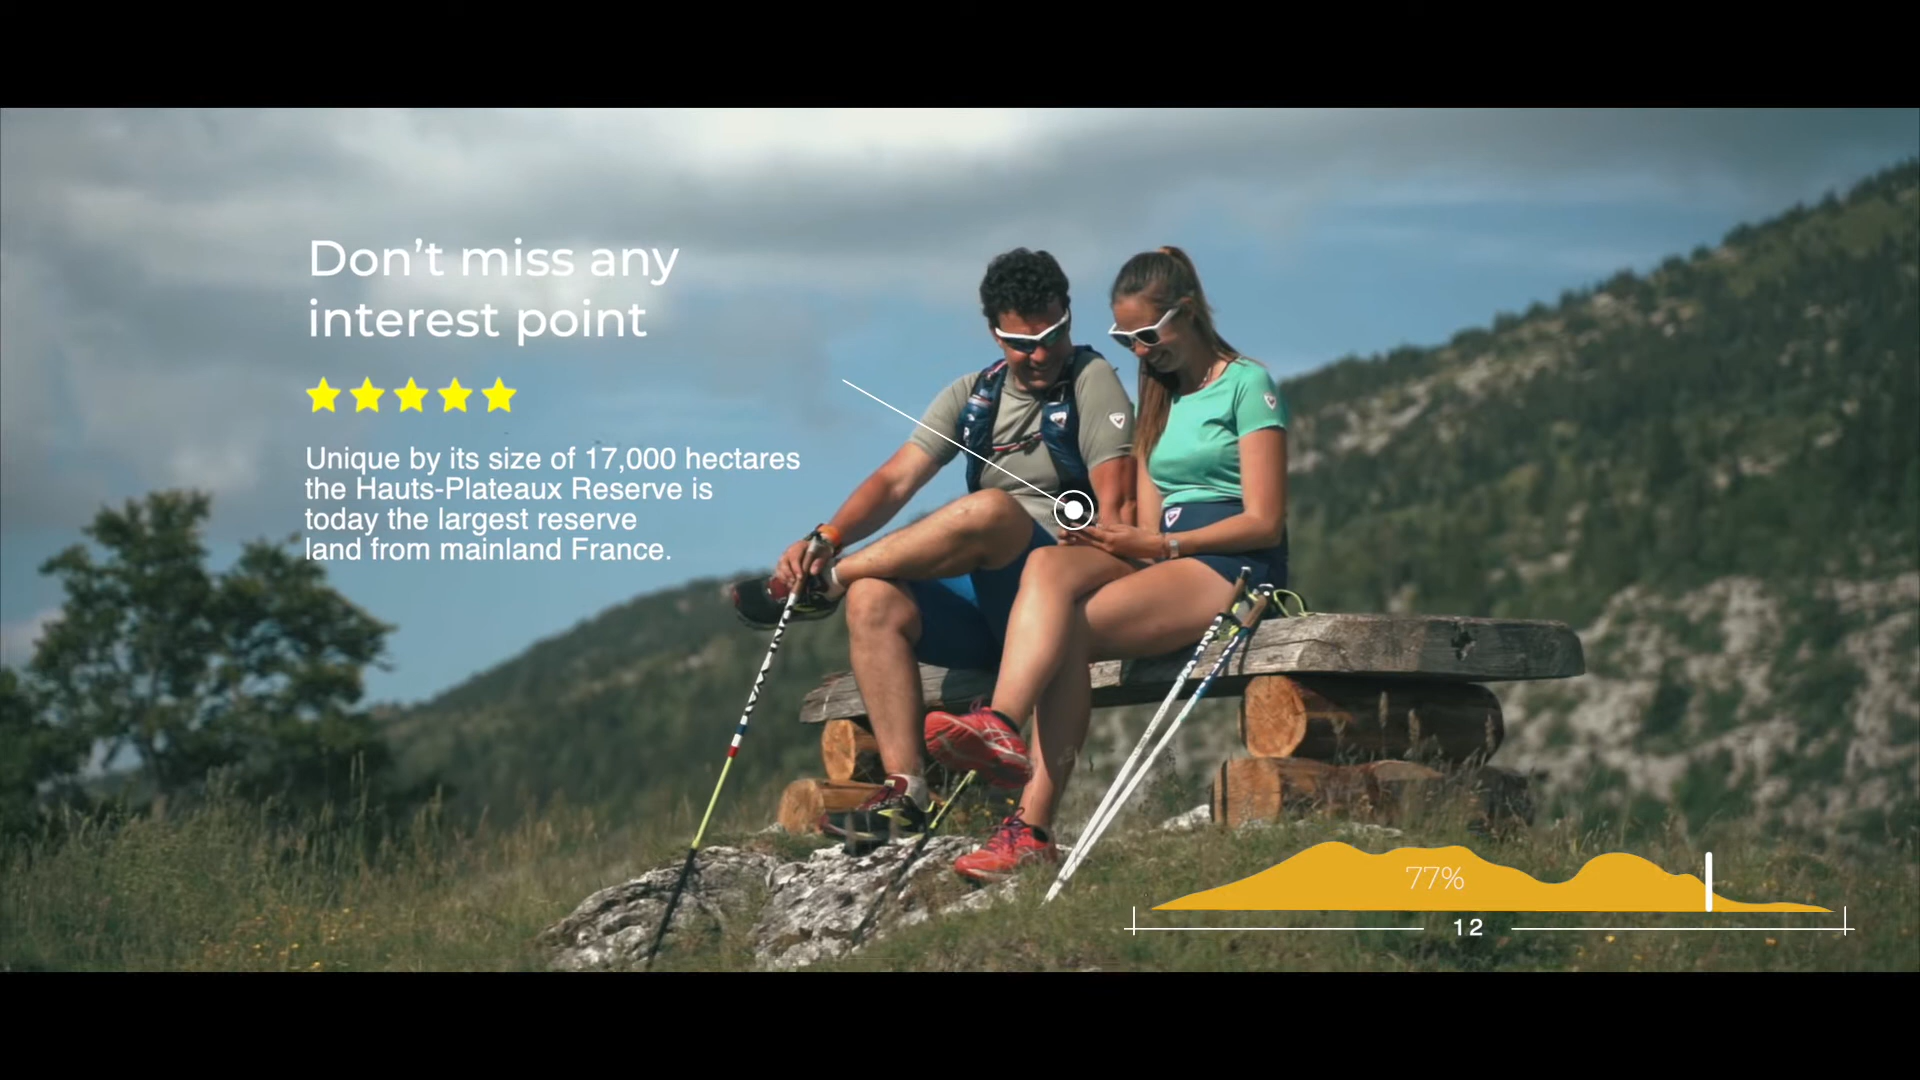 Don't miss any
interest point
Unique by its size of 17,000 hectares
the Hauts-Plateaux Reserve is
today the largest reserve
land from mainland France.
77%
12